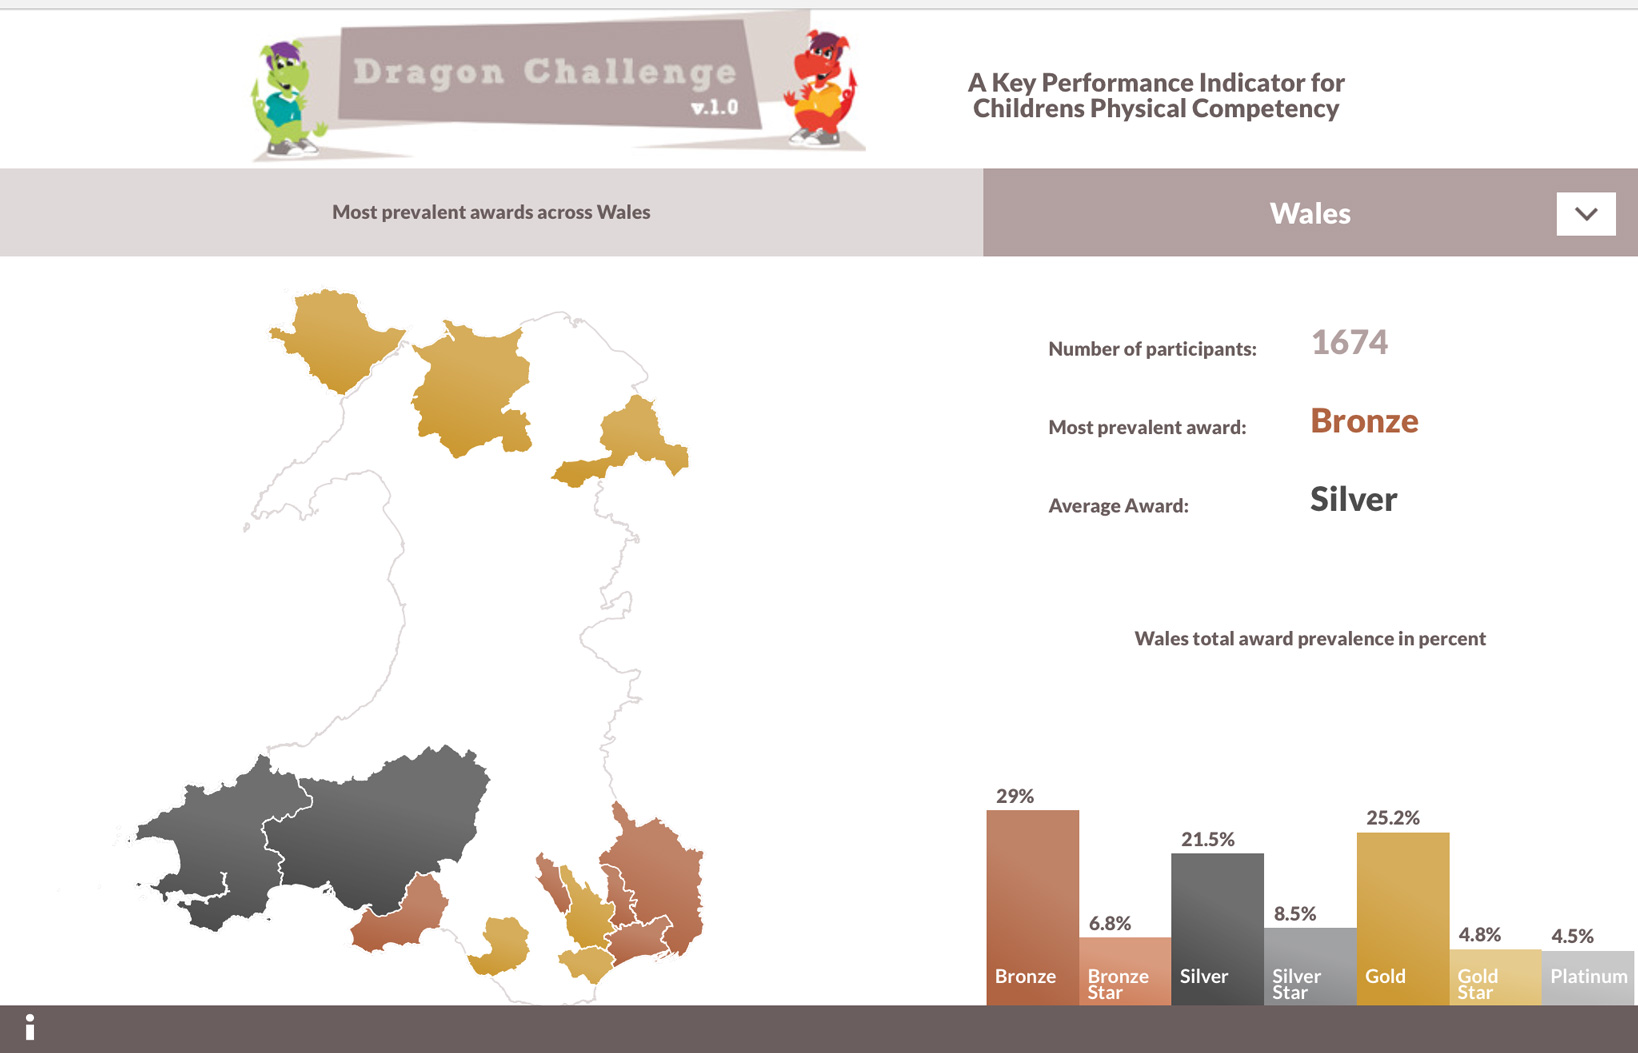 Dragon Challenge
v.1.0
A Key Performance Indicator for
Childrens Physical Competency
Most prevalent awards across Wales
Wales
Number of participants: 1674
Most prevalent award: Bronze
Average Award: Silver
Wales total award prevalence in percent
29%
6.8%
21.5%
8.5%
25.2%
4.8%
4.5%
Bronze
Bronze
Star
Silver
Silver
Star
Gold
Gold
Star
Platinum
i